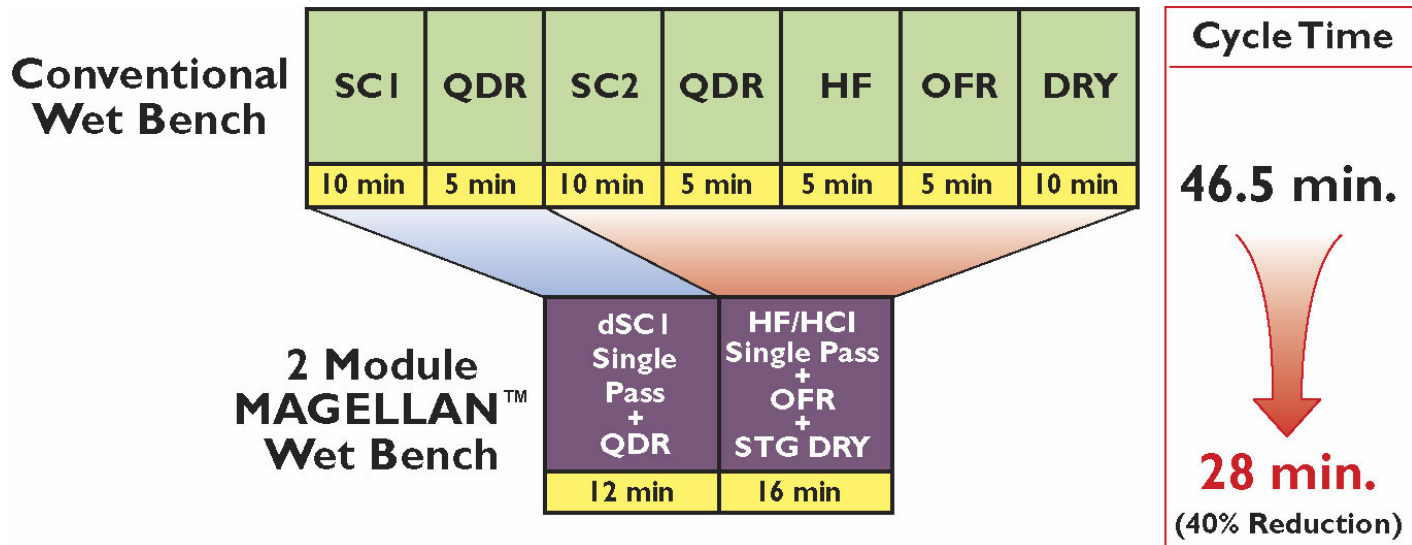 Conventional
Wet Bench
SC1
QDR
SC2
QDR
HF
OFR
DRY
10 min
5 min
10 min
5 min
5 min
5 min
10 min
2 Module
MAGELLAN™
Wet Bench
dSC1
Single
Pass
+
QDR
HF/HCl
Single Pass
+
OFR
+
STG DRY
12 min
16 min
Cycle Time
46.5 min.
28 min.
(40% Reduction)